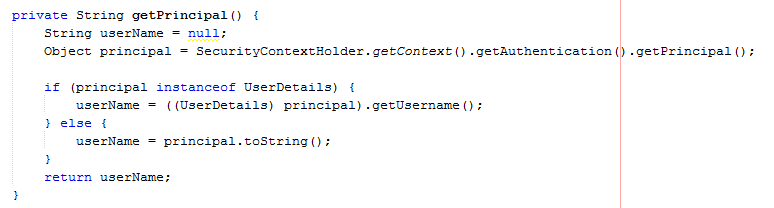 private String getPrincipal() {
    String userName = null;
    Object principal = SecurityContextHolder.getContext().getAuthentication().getPrincipal();

    if (principal instanceof UserDetails) {
        userName = ((UserDetails) principal).getUsername();
    } else {
        userName = principal.toString();
    }
    return userName;
}